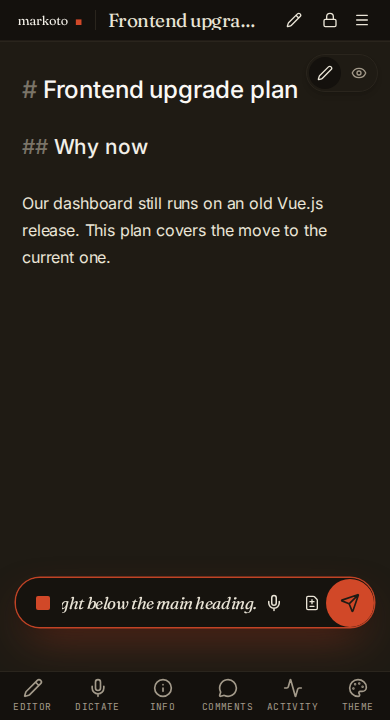 markoto
Frontend upgra...
# Frontend upgrade plan
## Why now
Our dashboard still runs on an old Vue.js
release. This plan covers the move to the
current one.
ght below the main heading.
EDITOR DICTATE INFO COMMENTS ACTIVITY THEME